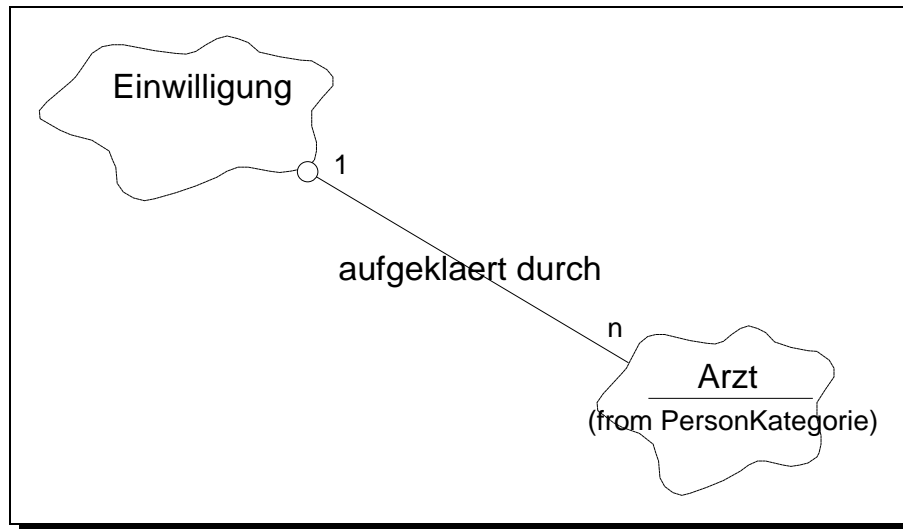 Einwilligung
1
aufgeklaert durch
n
Arzt
(from PersonKategorie)